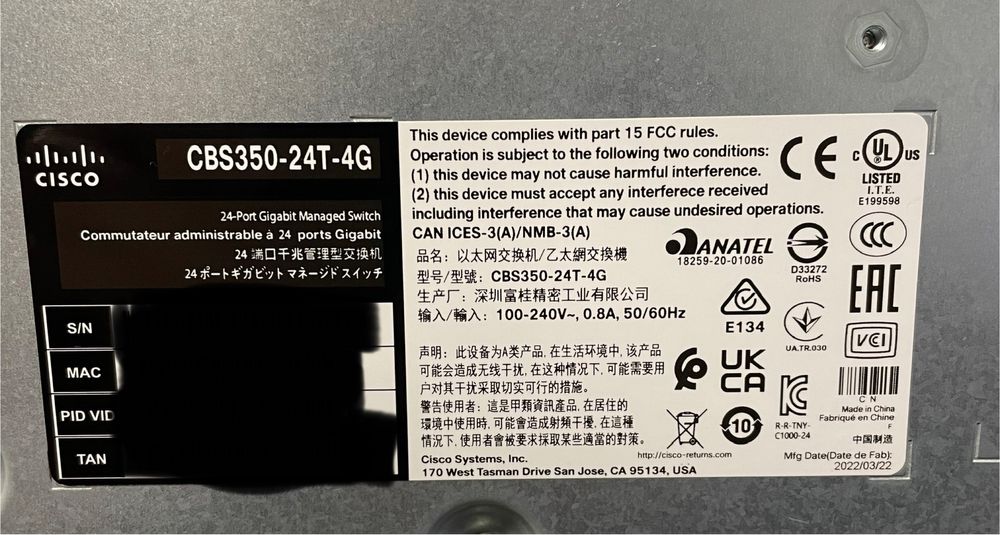 CISCO
CBS350-24T-4G
24-Port Gigabit Managed Switch
Commutateur administrable à 24 ports Gigabit
24 端口千兆管理型交换机
24 ポートギガビット マネージド スイッチ
S/N
MAC
PID VID
TAN
This device complies with part 15 FCC rules.
Operation is subject to the following two conditions:
(1) this device may not cause harmful interference.
(2) this device must accept any interferece received
including interference that may cause undesired operations.
CAN ICES-3(A)/NMB-3(A)
品名: 以太网交换机/乙太網交換機
型号/型號: CBS350-24T-4G
生产厂: 深圳富桂精密工业有限公司
输入/輸入: 100-240V~, 0.8A, 50/60Hz
声明: 此设备为A类产品, 在生活环境中, 该产品
可能会造成无线干扰, 在这种情况下, 可能需要用
户对其干扰采取切实可行的措施。
警告使用者: 這是甲類資訊產品, 在居住的
環境中使用時, 可能會造成射頻干擾, 在這種
情況下, 使用者會被要求採取某些適當的對策。
Cisco Systems, Inc.
170 West Tasman Drive San Jose, CA 95134, USA
CE
C UL US
LISTED
I.T.E.
E199598
ANATEL
18259-20-01086
D33272
RoHS
CCC
E134
UA.TR.030
EAC
VCI
UK
CA
10
R-R-TNY-
C1000-24
C N
Made in China
Fabriqué en Chine
F
中国制造
http://cisco-returns.com
Mfg Date(Date de Fab):
2022/03/22